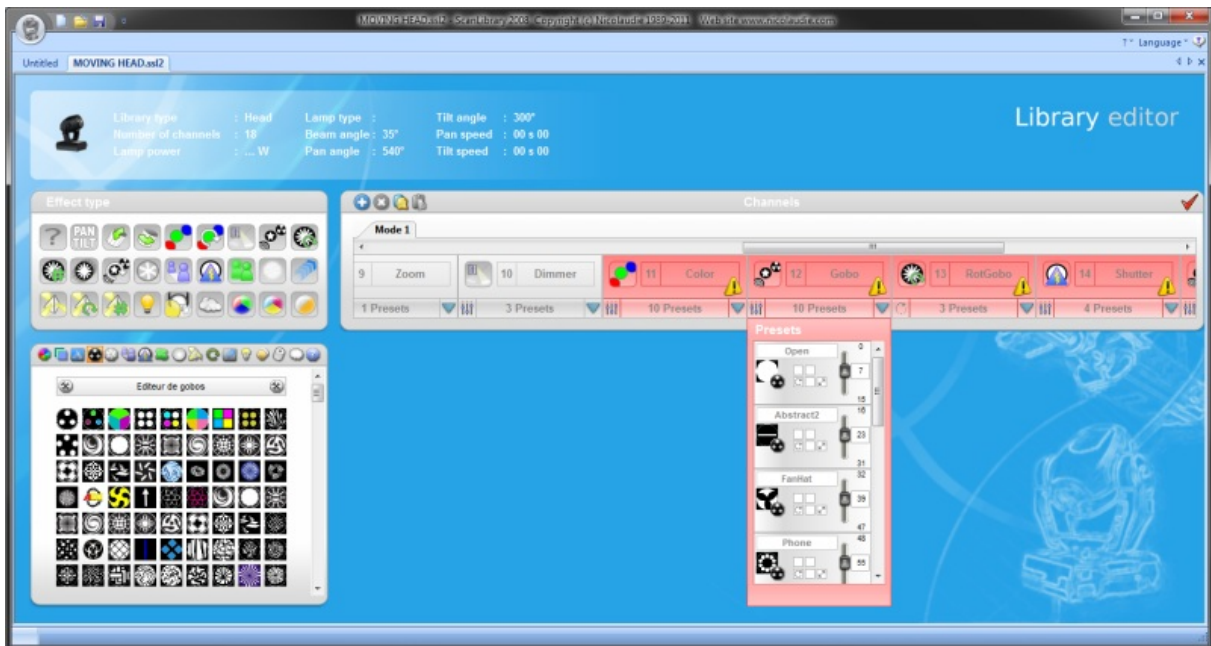 MOVING HEAD.ssl2 - ScanLibrary 2003 Copyright (c) Nicolaudie 1989-2011 Web site www.nicolaudie.com
? Language
Untitled MOVING HEAD.ssl2
Library type : Head Lamp type : Tilt angle : 300°
Number of channels : 18 Beam angle : 35° Pan speed : 00 s 00
Lamp power : ... W Pan angle : 540° Tilt speed : 00 s 00
Library editor
Effect type
PAN TILT
Channels
Mode 1
9 Zoom 10 Dimmer 11 Color 12 Gobo 13 RotGobo 14 Shutter
1 Presets 3 Presets 10 Presets 10 Presets 3 Presets 4 Presets
Presets
Open
0
7
15
Abstract2
16
23
31
FanHat
32
39
47
Phone
48
55
Editeur de gobos